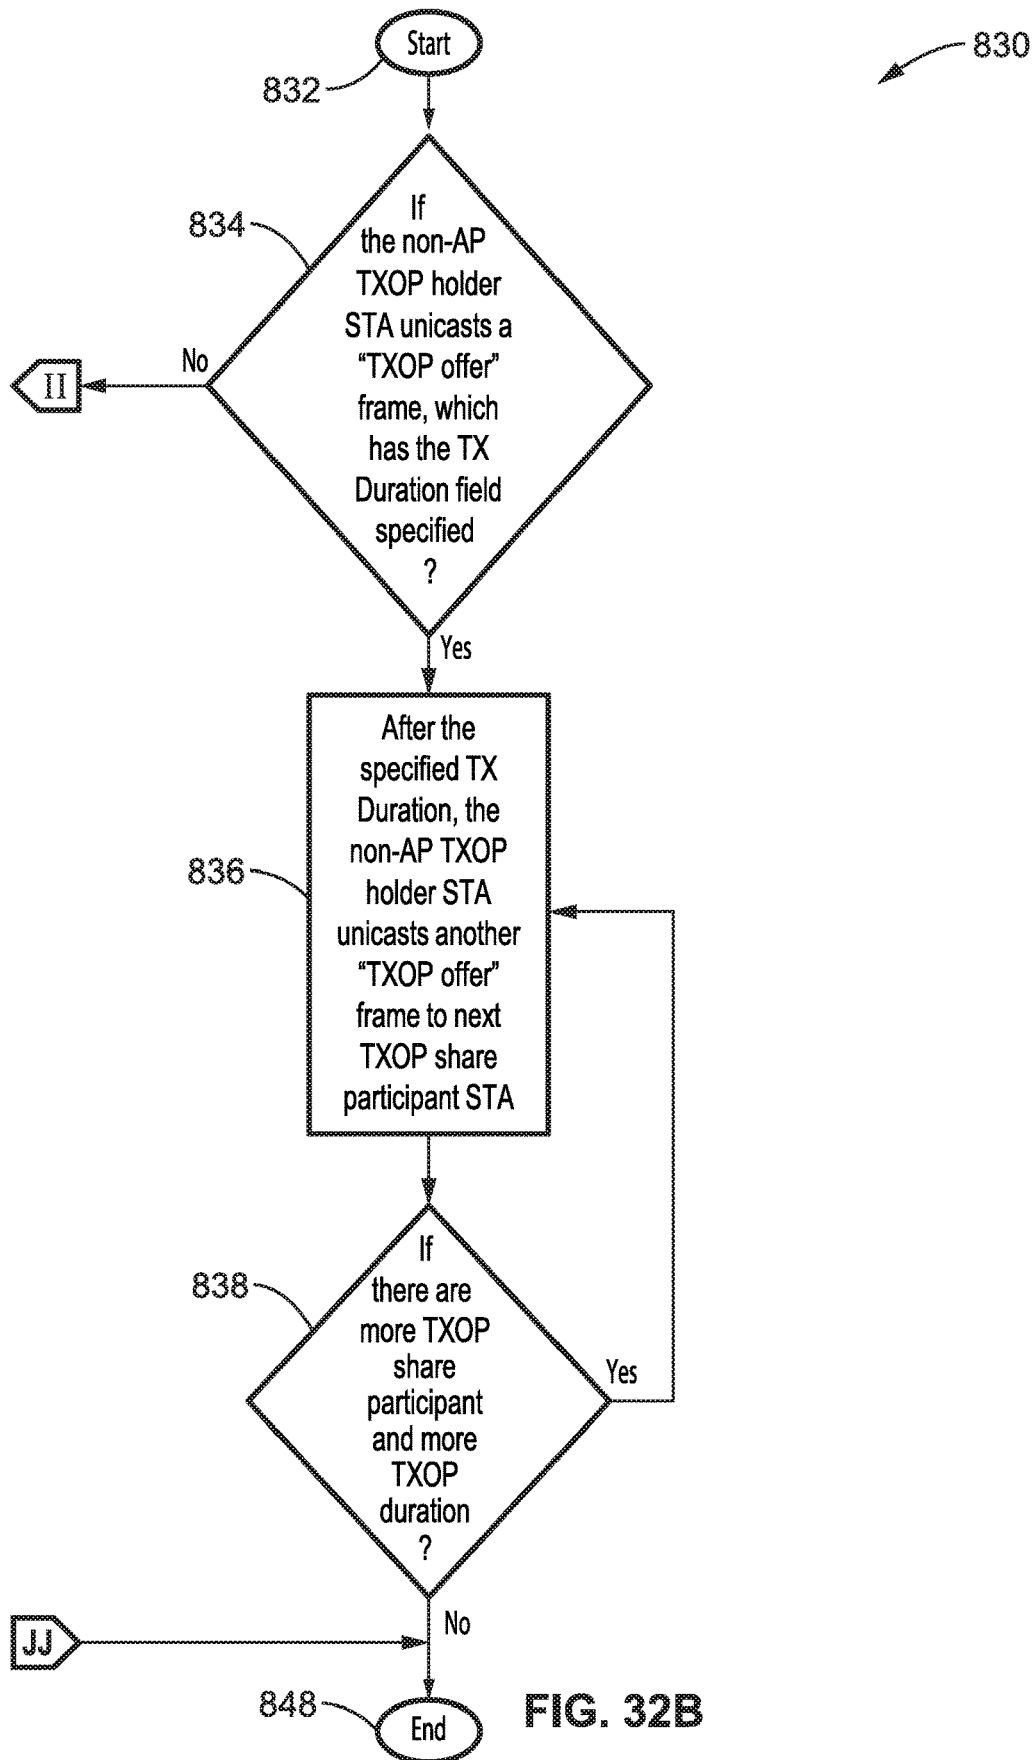 Start
830
832
If
the non-AP
TXOP holder
STA unicasts a
“TXOP offer”
frame, which
has the TX
Duration field
specified
?
834
No
II
Yes
After the
specified TX
Duration, the
non-AP TXOP
holder STA
unicasts another
“TXOP offer”
frame to next
TXOP share
participant STA
836
If
there are
more TXOP
share
participant
and more
TXOP
duration
?
838
Yes
No
JJ
848
End
FIG. 32B